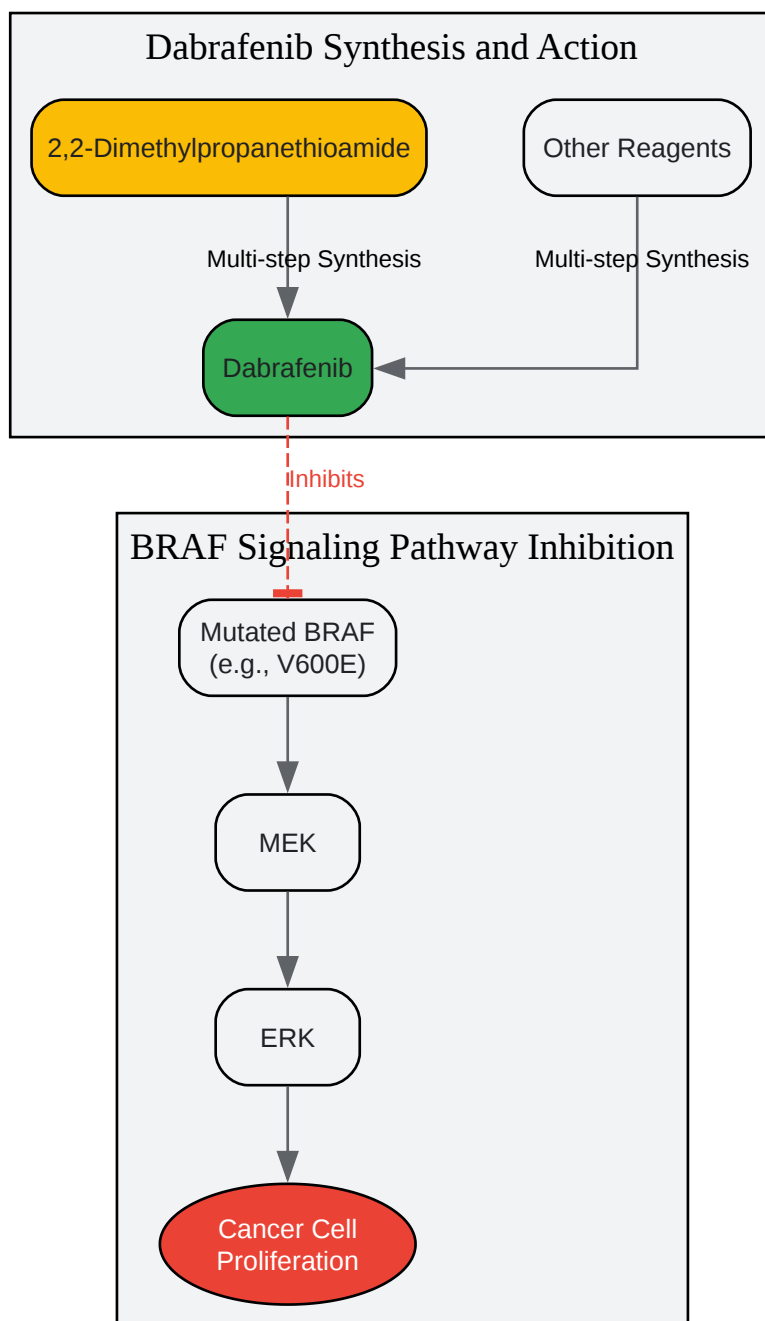 Dabrafenib Synthesis and Action
2,2-Dimethylpropanethioamide
Other Reagents
Multi-step Synthesis
Multi-step Synthesis
Dabrafenib
Inhibits
BRAF Signaling Pathway Inhibition
Mutated BRAF
(e.g., V600E)
MEK
ERK
Cancer Cell
Proliferation